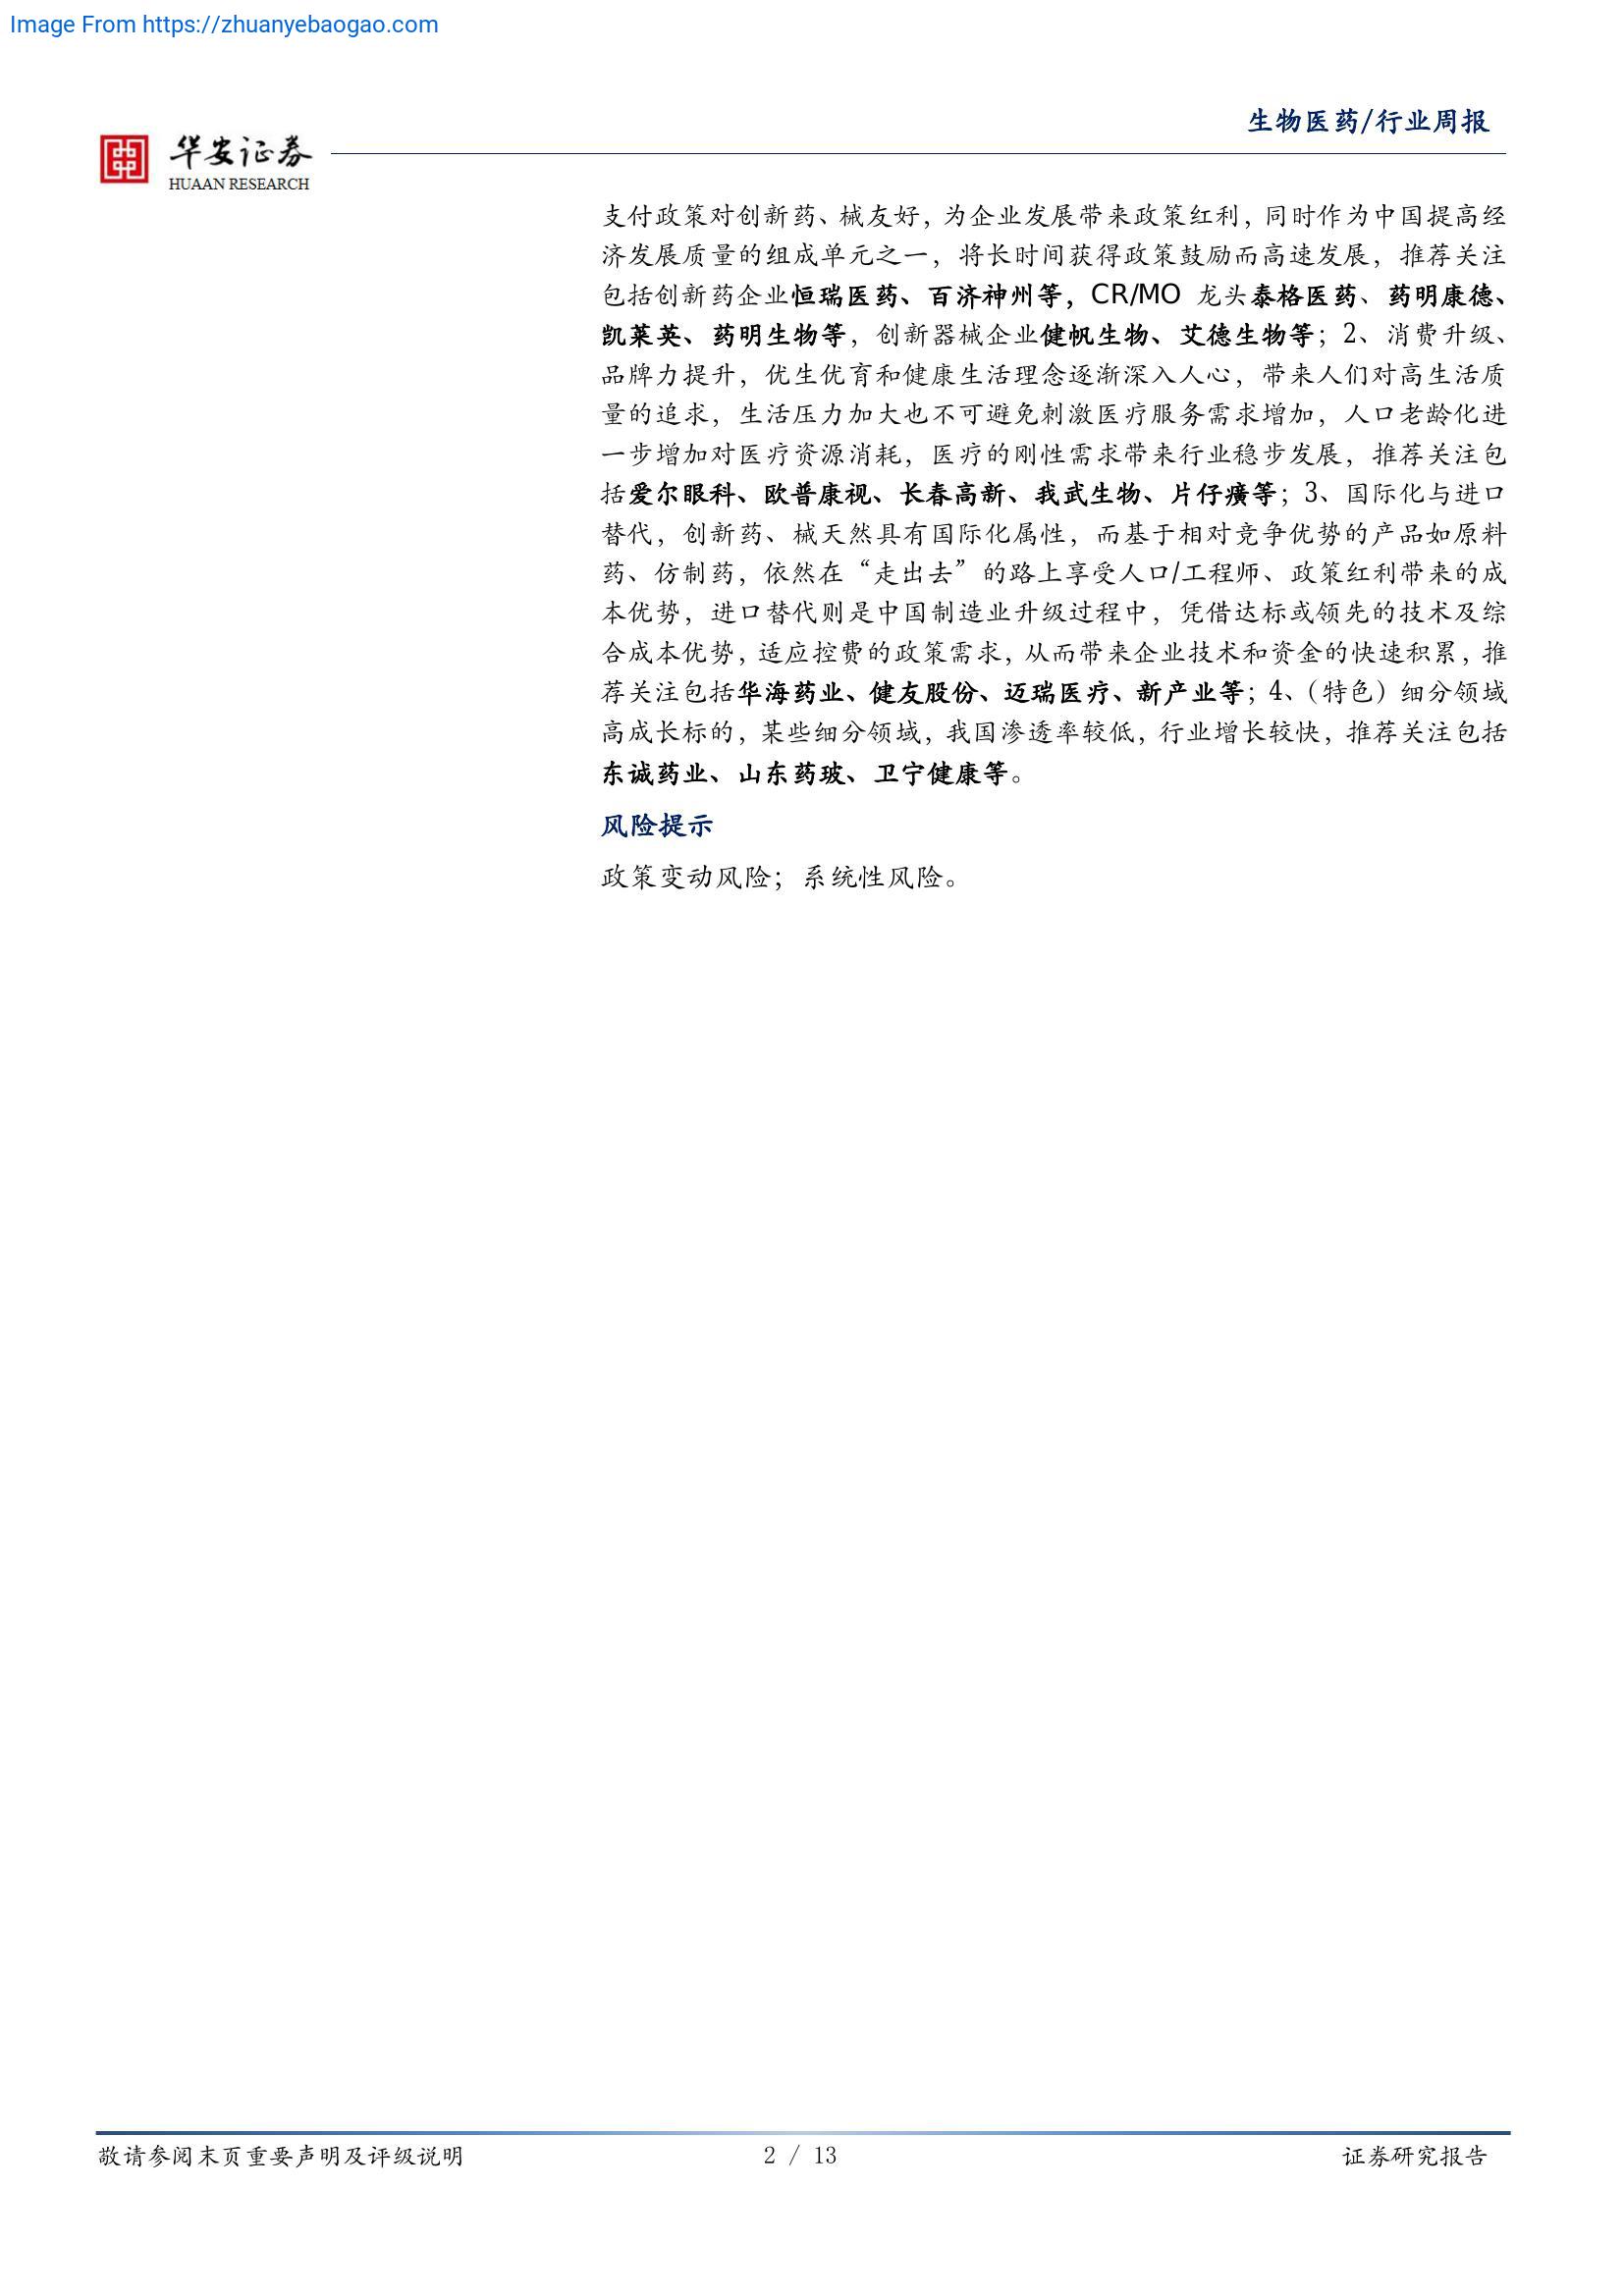 Image From https://zhuanyebaogao.com
生物医药/行业周报
华安证券
HUAAN RESEARCH
支付政策对创新药、械友好，为企业发展带来政策红利，同时作为中国提高经
济发展质量的组成单元之一，将长时间获得政策鼓励而高速发展，推荐关注
包括创新药企业恒瑞医药、百济神州等，CR/MO 龙头泰格医药、药明康德、
凯莱英、药明生物等，创新器械企业健帆生物、艾德生物等；2、消费升级、
品牌力提升，优生优育和健康生活理念逐渐深入人心，带来人们对高生活质
量的追求，生活压力加大也不可避免刺激医疗服务需求增加，人口老龄化进
一步增加对医疗资源消耗，医疗的刚性需求带来行业稳步发展，推荐关注包
括爱尔眼科、欧普康视、长春高新、我武生物、片仔癀等；3、国际化与进口
替代，创新药、械天然具有国际化属性，而基于相对竞争优势的产品如原料
药、仿制药，依然在“走出去”的路上享受人口/工程师、政策红利带来的成
本优势，进口替代则是中国制造业升级过程中，凭借达标或领先的技术及综
合成本优势，适应控费的政策需求，从而带来企业技术和资金的快速积累，推
荐关注包括华海药业、健友股份、迈瑞医疗、新产业等；4、（特色）细分领域
高成长标的，某些细分领域，我国渗透率较低，行业增长较快，推荐关注包括
东诚药业、山东药玻、卫宁健康等。
风险提示
政策变动风险；系统性风险。
敬请参阅末页重要声明及评级说明
2 / 13
证券研究报告